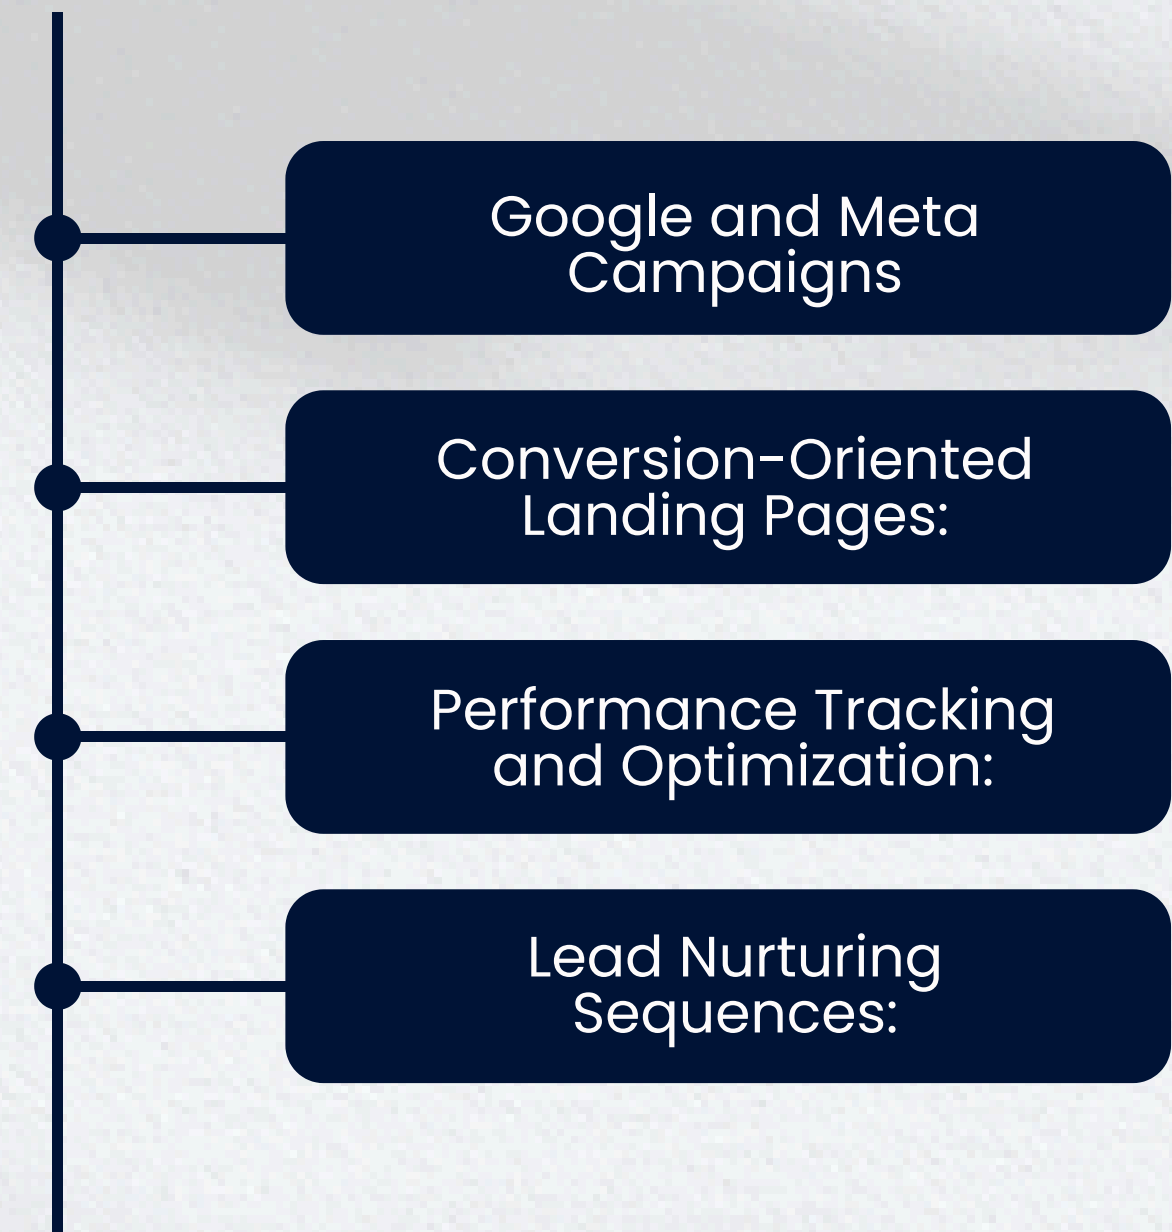 Google and Meta
Campaigns
Conversion-Oriented
Landing Pages:
Performance Tracking
and Optimization:
Lead Nurturing
Sequences: